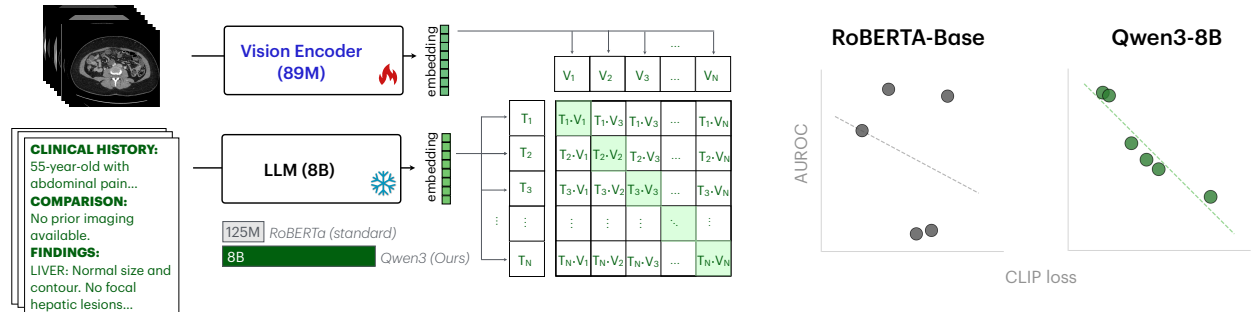 Vision Encoder
(89M)
embedding
LLM (8B)
embedding
125M RoBERTa (standard)
8B Qwen3 (Ours)
CLINICAL HISTORY:
55-year-old with
abdominal pain...
COMPARISON:
No prior imaging
available.
FINDINGS:
LIVER: Normal size and
contour. No focal
hepatic lesions...
...
V1 V2 V3 ... VN
T1 T1·V1 T1·V3 T1·V3 ... T1·VN
T2 T2·V1 T2·V2 T2·V3 ... T2·VN
T3 T3·V1 T3·V2 T3·V3 ... T3·VN
⋮ ⋮ ⋮ ⋮ ⋮ ⋱ ⋮
TN TN·V1 TN·V2 TN·V3 ... TN·VN
RoBERTA-Base
Qwen3-8B
AUROC
CLIP loss